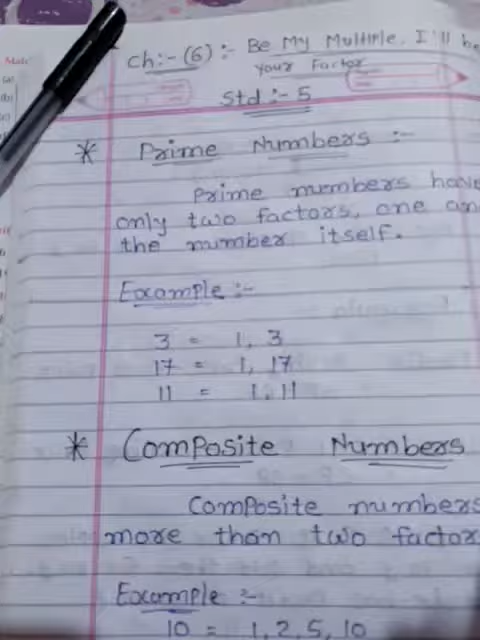 Ch:- (6) :- Be My Multiple, I'll be
Your Factor
Std :- 5
* Prime Numbers :-
Prime numbers have
only two factors, one an
the number itself.
Example :-
3 = 1, 3
17 = 1, 17
11 = 1, 11
* Composite Numbers
Composite numbers
more than two factor
Example :-
10 = 1, 2, 5, 10